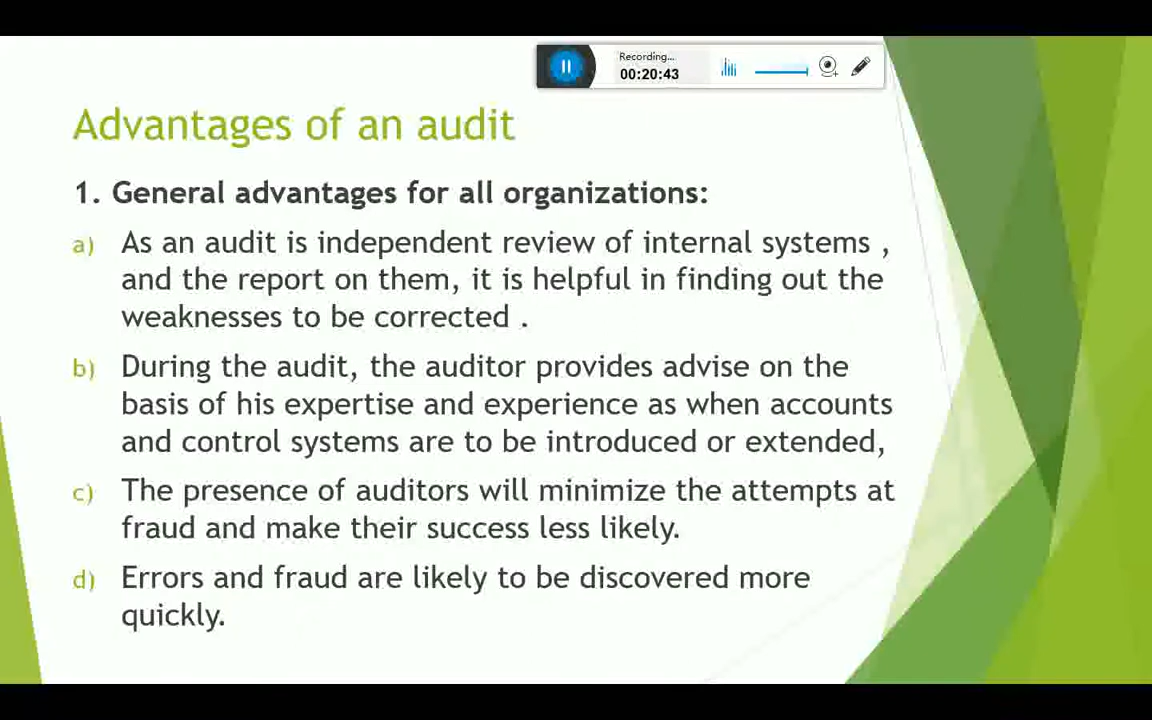 Recording...
00:20:43
Advantages of an audit
1. General advantages for all organizations:
a) As an audit is independent review of internal systems ,
and the report on them, it is helpful in finding out the
weaknesses to be corrected .
b) During the audit, the auditor provides advise on the
basis of his expertise and experience as when accounts
and control systems are to be introduced or extended,
c) The presence of auditors will minimize the attempts at
fraud and make their success less likely.
d) Errors and fraud are likely to be discovered more
quickly.